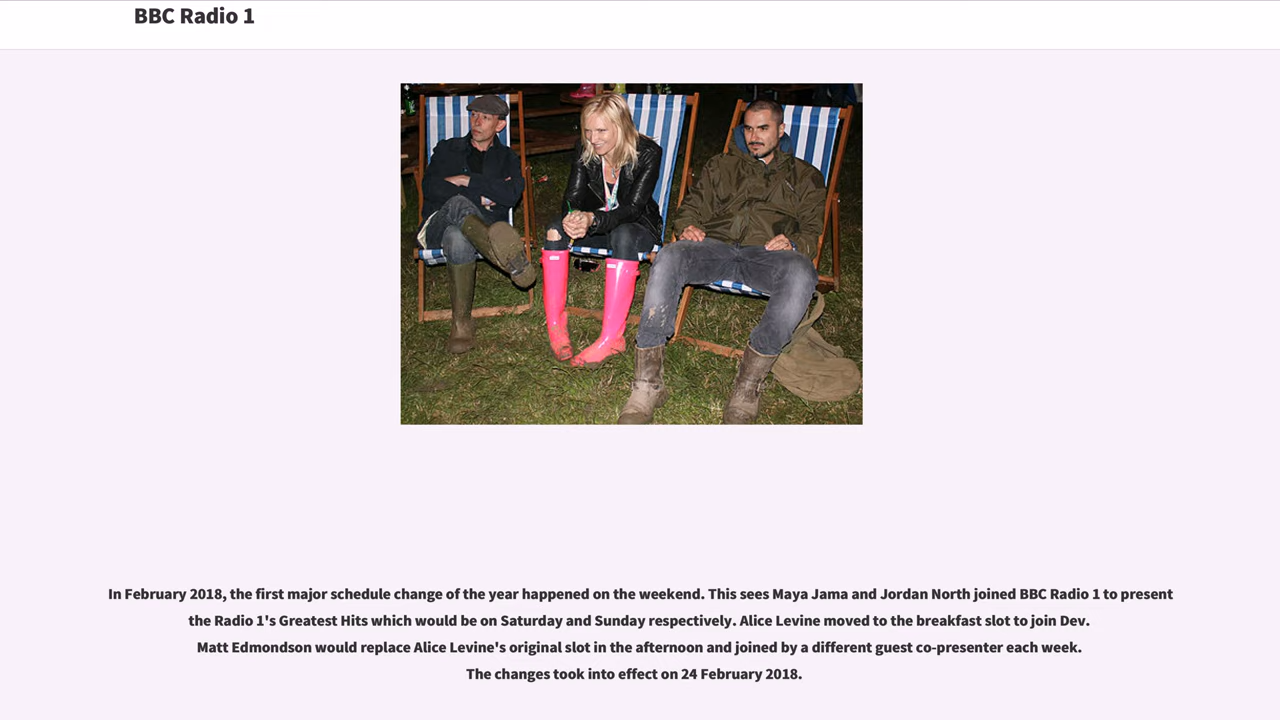 BBC Radio 1
In February 2018, the first major schedule change of the year happened on the weekend. This sees Maya Jama and Jordan North joined BBC Radio 1 to present
the Radio 1's Greatest Hits which would be on Saturday and Sunday respectively. Alice Levine moved to the breakfast slot to join Dev.
Matt Edmondson would replace Alice Levine's original slot in the afternoon and joined by a different guest co-presenter each week.
The changes took into effect on 24 February 2018.